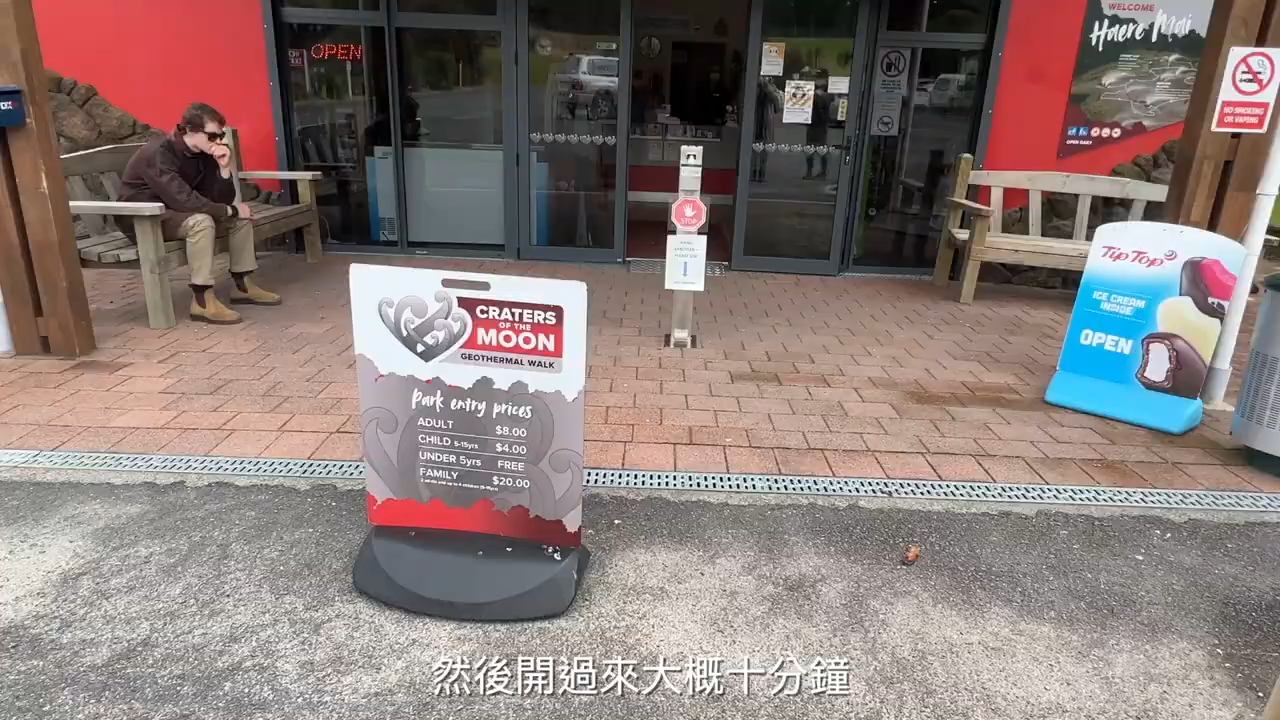 OPEN
WELCOME
Haere Mai
OPEN DAILY
NO SMOKING
OR VAPING
STOP
Tip Top
ICE CREAM
INSIDE
OPEN
CRATERS
OF THE
MOON
GEOTHERMAL WALK
Park entry prices
ADULT $8.00
CHILD 5-15yrs $4.00
UNDER 5yrs FREE
FAMILY $20.00
然後開過來大概十分鐘